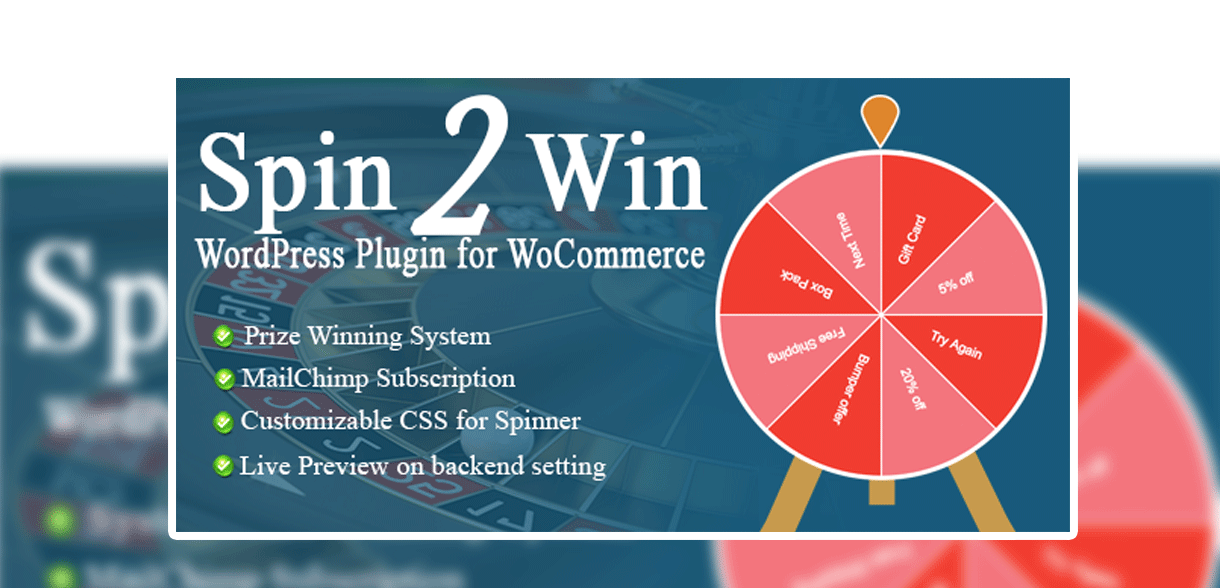 Spin 2 Win
WordPress Plugin for WoCommerce
Prize Winning System
MailChimp Subscription
Customizable CSS for Spinner
Live Preview on backend setting
Next Time
Gift Card
5% off
Try Again
20% off
Bumper offer
Free Shipping
Box Pack